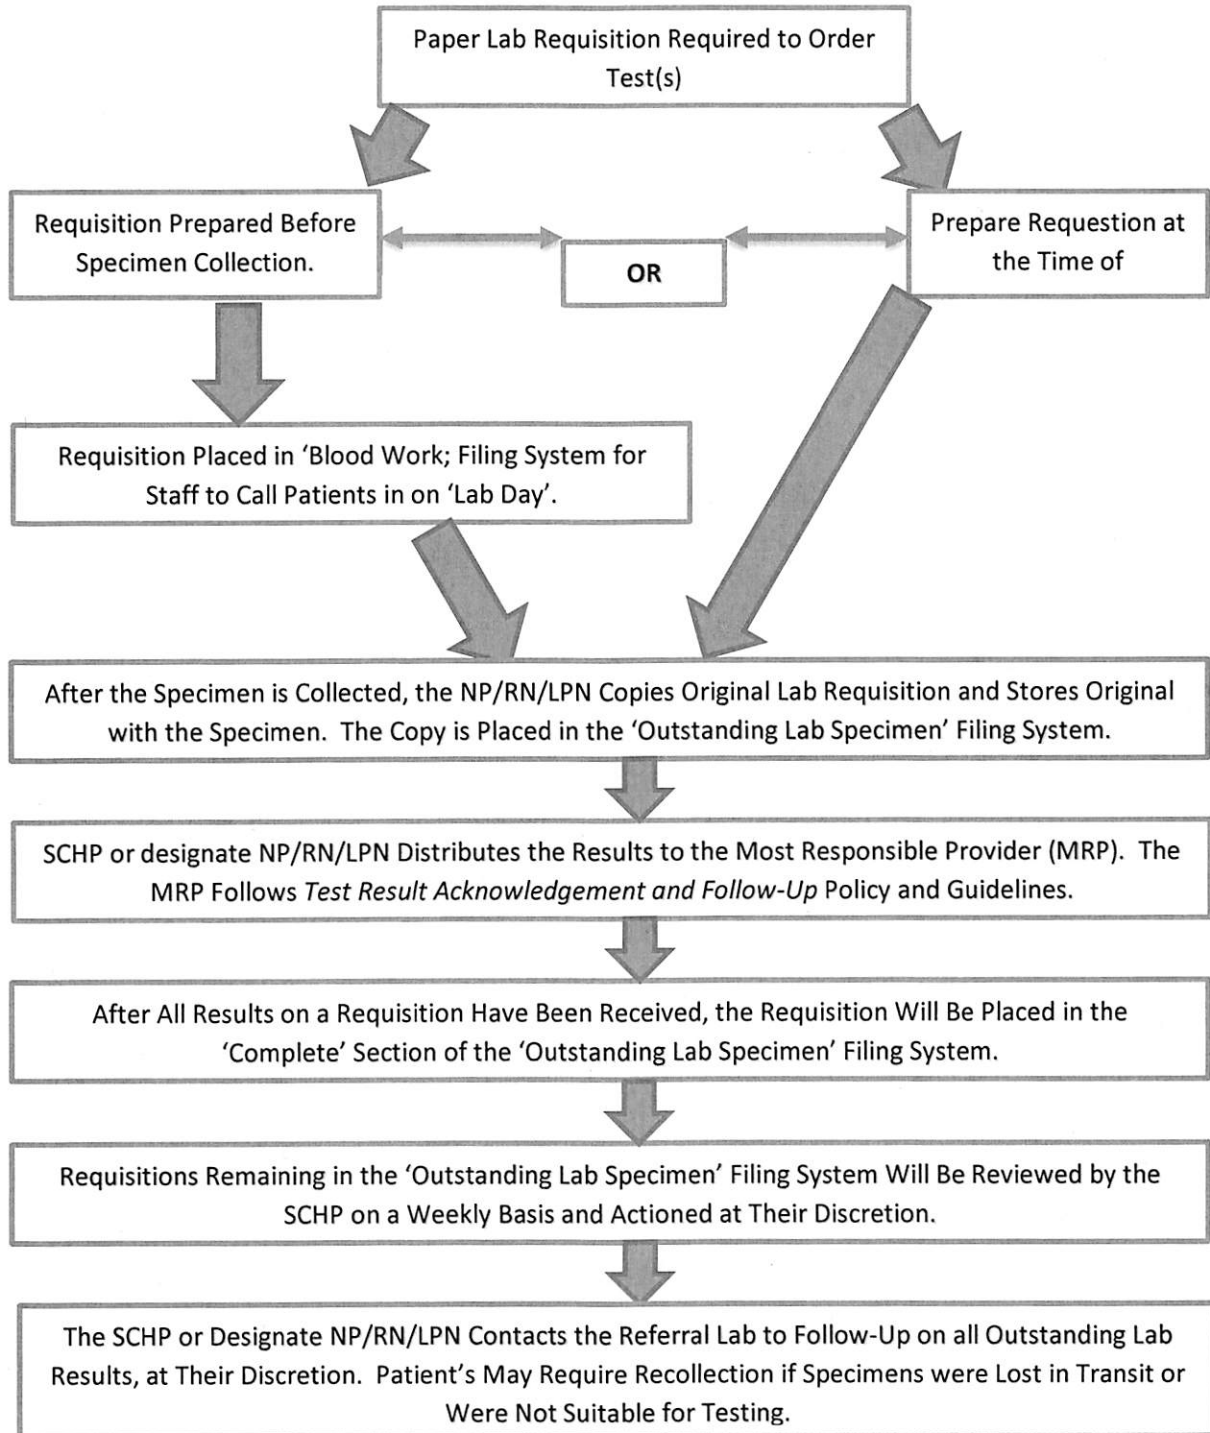 Paper Lab Requisition Required to Order
Test(s)
Requisition Prepared Before
Specimen Collection.
OR
Prepare Requestion at
the Time of
Requisition Placed in ‘Blood Work; Filing System for
Staff to Call Patients in on ‘Lab Day’.
After the Specimen is Collected, the NP/RN/LPN Copies Original Lab Requisition and Stores Original
with the Specimen.  The Copy is Placed in the ‘Outstanding Lab Specimen’ Filing System.
SCHP or designate NP/RN/LPN Distributes the Results to the Most Responsible Provider (MRP).  The
MRP Follows Test Result Acknowledgement and Follow-Up Policy and Guidelines.
After All Results on a Requisition Have Been Received, the Requisition Will Be Placed in the
‘Complete’ Section of the ‘Outstanding Lab Specimen’ Filing System.
Requisitions Remaining in the ‘Outstanding Lab Specimen’ Filing System Will Be Reviewed by the
SCHP on a Weekly Basis and Actioned at Their Discretion.
The SCHP or Designate NP/RN/LPN Contacts the Referral Lab to Follow-Up on all Outstanding Lab
Results, at Their Discretion.  Patient’s May Require Recollection if Specimens were Lost in Transit or
Were Not Suitable for Testing.